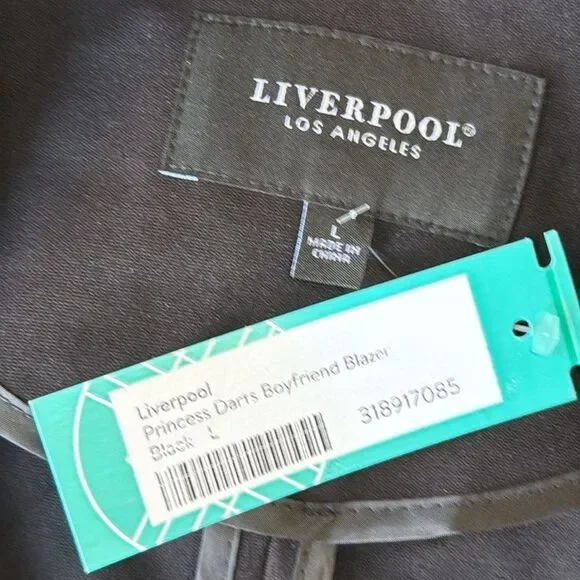 LIVERPOOL®
LOS ANGELES
L
MADE IN
CHINA
Liverpool
Princess Darts Boyfriend Blazer
Black L
318917085